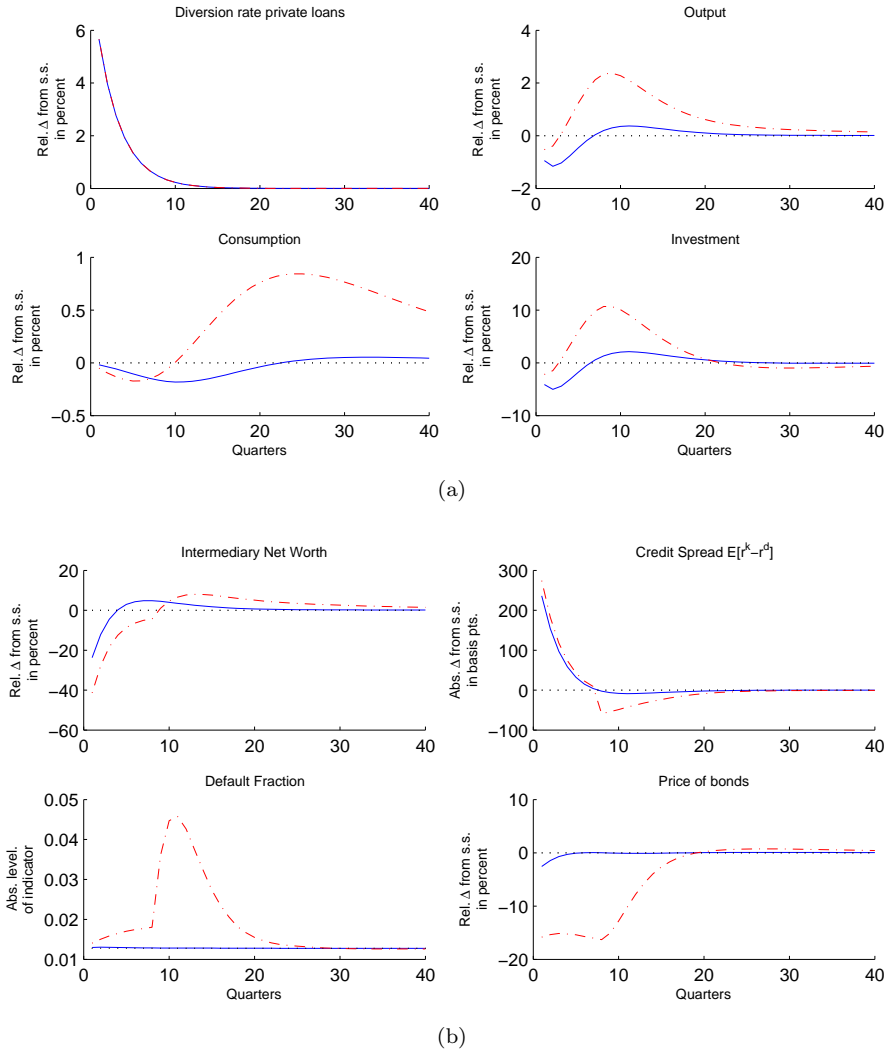 Diversion rate private loans
Rel. Δ from s.s.
in percent
6
4
2
0
0 10 20 30 40
Output
Rel. Δ from s.s.
in percent
4
2
0
−2
0 10 20 30 40
Consumption
Rel. Δ from s.s.
in percent
1
0.5
0
−0.5
0 10 20 30 40
Quarters
Investment
Rel. Δ from s.s.
in percent
20
10
0
−10
0 10 20 30 40
Quarters
(a)
Intermediary Net Worth
Rel. Δ from s.s.
in percent
20
0
−20
−40
−60
0 10 20 30 40
Credit Spread E[r^k−r^d]
Abs. Δ from s.s.
in basis pts.
300
200
100
0
−100
0 10 20 30 40
Default Fraction
Abs. level.
of indicator
0.05
0.04
0.03
0.02
0.01
0 10 20 30 40
Quarters
Price of bonds
Rel. Δ from s.s.
in percent
10
0
−10
−20
0 10 20 30 40
Quarters
(b)